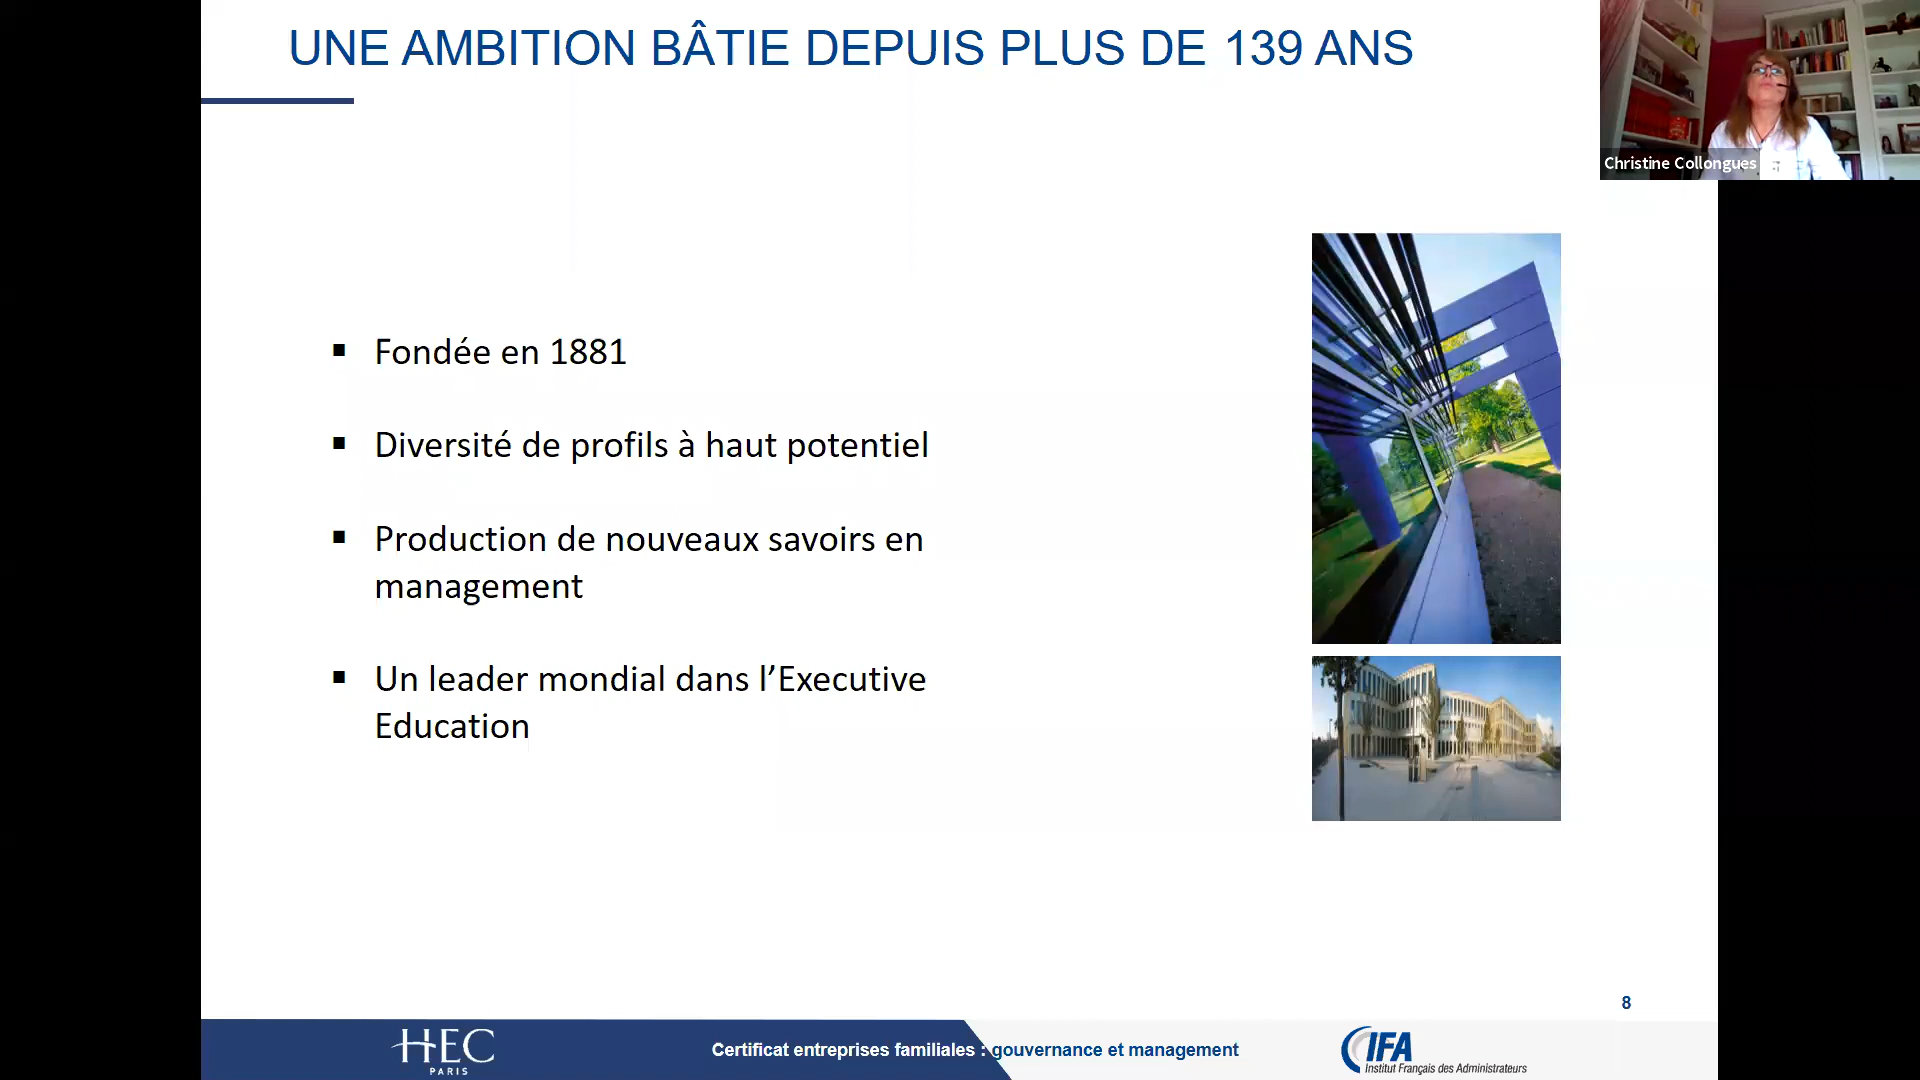 UNE AMBITION BÂTIE DEPUIS PLUS DE 139 ANS
Christine Collongues
▪ Fondée en 1881
▪ Diversité de profils à haut potentiel
▪ Production de nouveaux savoirs en
management
▪ Un leader mondial dans l’Executive
Education
8
HEC
PARIS
Certificat entreprises familiales : gouvernance et management
IFA
Institut Français des Administrateurs